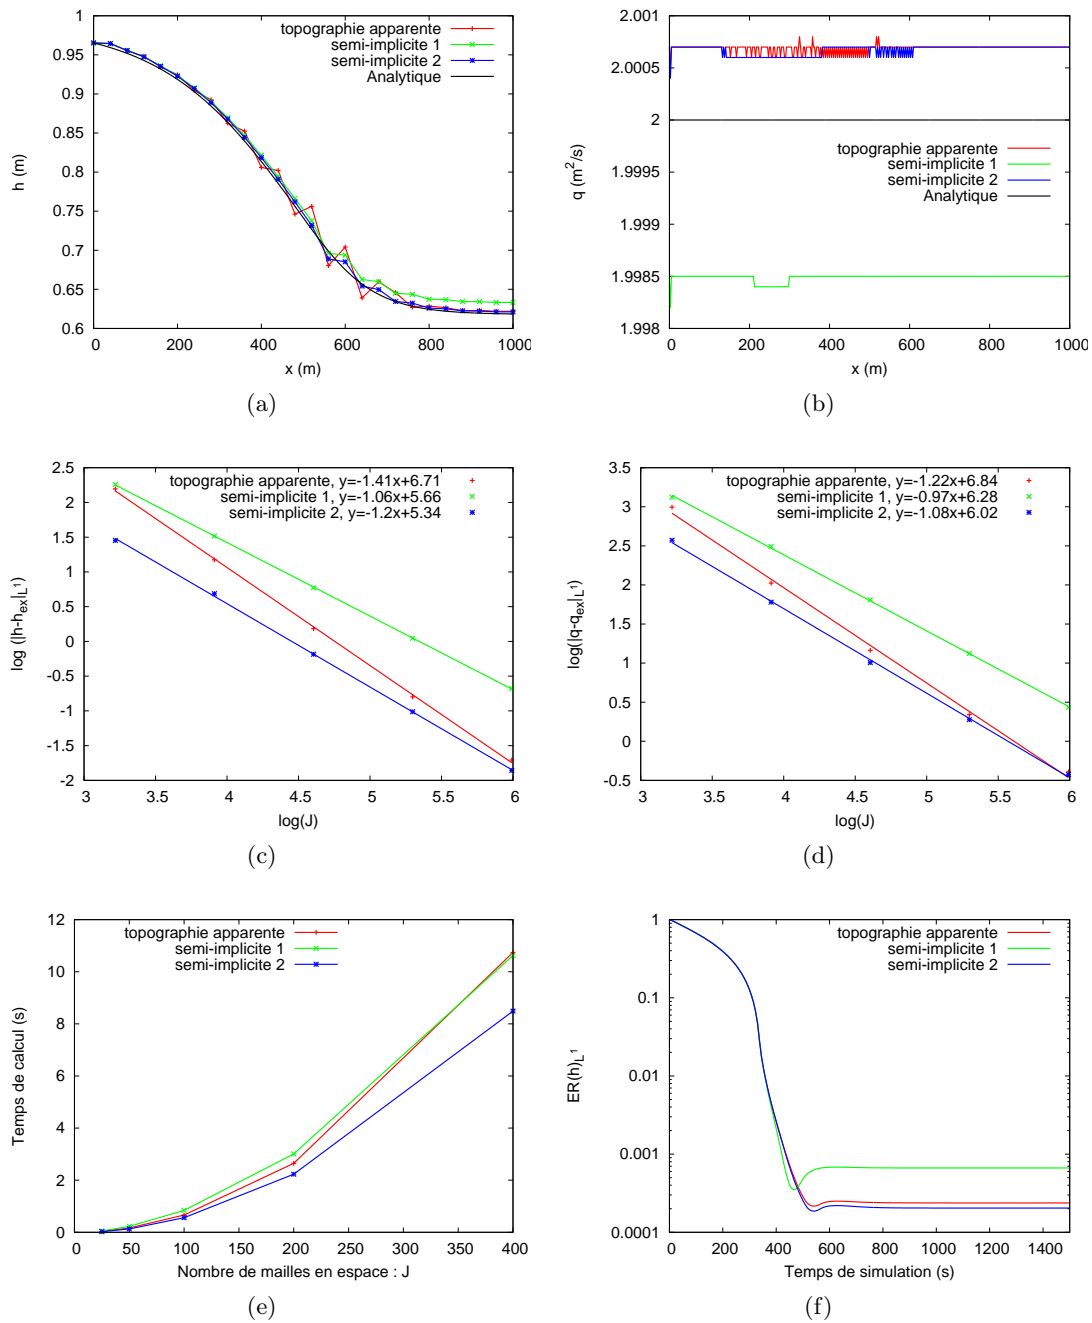 topographie apparente
semi-implicite 1
semi-implicite 2
Analytique
1
0.95
0.9
0.85
0.8
0.75
0.7
0.65
0.6
h (m)
0
200
400
600
800
1000
x (m)
(a)
2.001
2.0005
2
1.9995
1.999
1.9985
1.998
q (m²/s)
topographie apparente
semi-implicite 1
semi-implicite 2
Analytique
0
200
400
600
800
1000
x (m)
(b)
topographie apparente, y=-1.41x+6.71
semi-implicite 1, y=-1.06x+5.66
semi-implicite 2, y=-1.2x+5.34
2.5
2
1.5
1
0.5
0
-0.5
-1
-1.5
-2
log (|h-h_ex|_L¹)
3
3.5
4
4.5
5
5.5
6
log(J)
(c)
topographie apparente, y=-1.22x+6.84
semi-implicite 1, y=-0.97x+6.28
semi-implicite 2, y=-1.08x+6.02
3.5
3
2.5
2
1.5
1
0.5
0
-0.5
log(|q-q_ex|_L¹)
3
3.5
4
4.5
5
5.5
6
log(J)
(d)
topographie apparente
semi-implicite 1
semi-implicite 2
12
10
8
6
4
2
0
Temps de calcul (s)
0
50
100
150
200
250
300
350
400
Nombre de mailles en espace : J
(e)
topographie apparente
semi-implicite 1
semi-implicite 2
1
0.1
0.01
0.001
0.0001
ER(h)_L¹
0
200
400
600
800
1000
1200
1400
Temps de simulation (s)
(f)